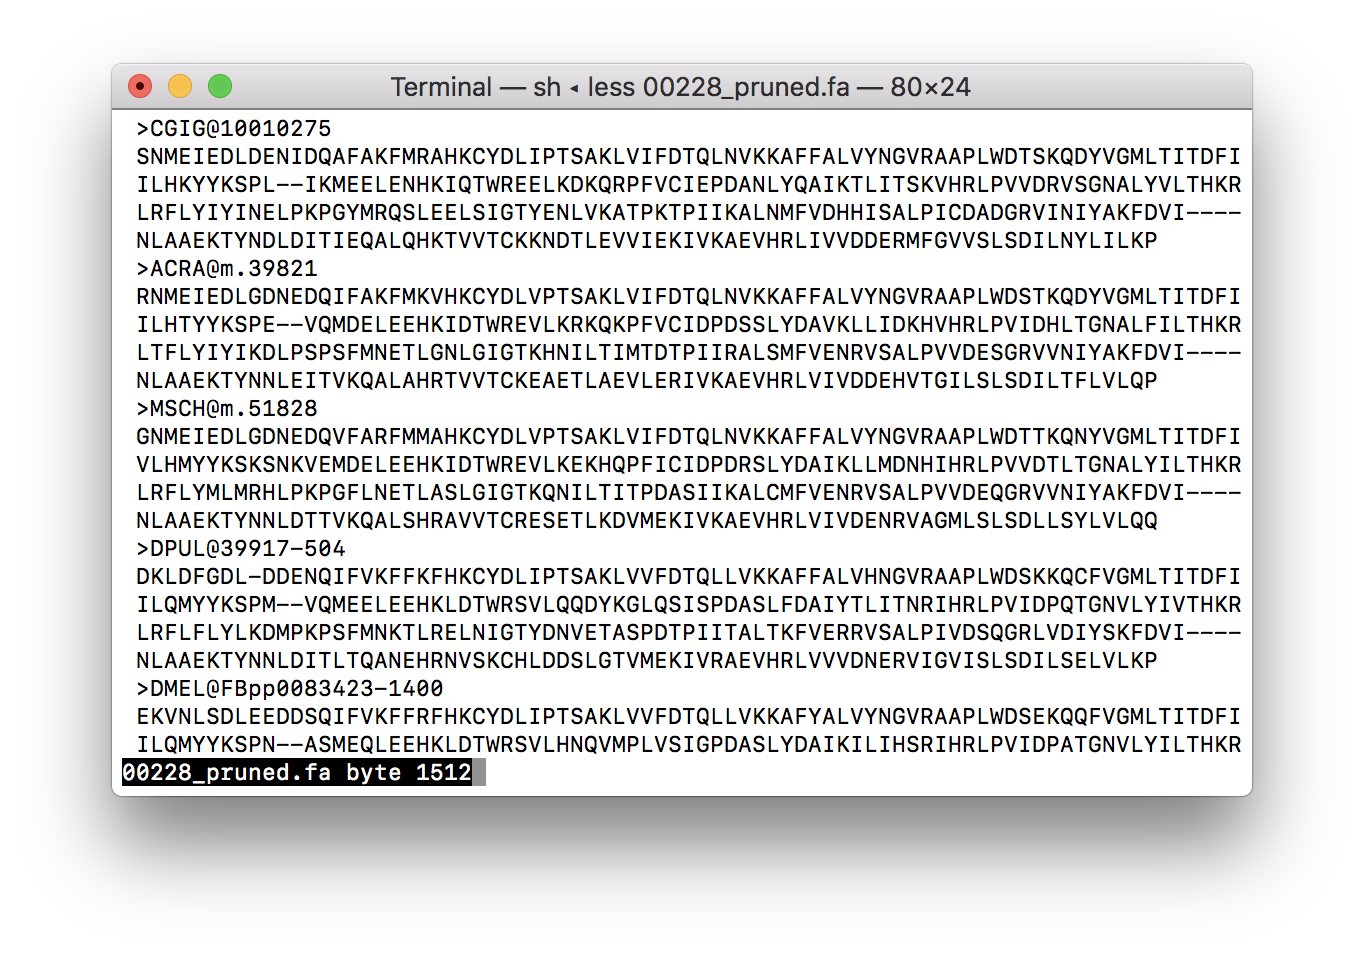 Terminal — sh ◂ less 00228_pruned.fa — 80×24
>CGIG@10010275
SNMEIEDLDENIDQAFAKFMRAHKCYDLIPTSAKLVIFDTQLNVKKAFFALVYNGVRAAPLWDTSKQDYVGMLTITDFI
ILHKYYKSPL--IKMEELENHKIQTWREELKDKQRPFVCIEPDANLYQAIKTLITSKVHRLPVVDRVSGNALYVLTHKR
LRFLYIYINELPKPGYMRQSLEELSIGTYENLVKATPKTPIIKALNMFVDHHISALPICDADGRVINIYAKFDVI----
NLAAEKTYNDLDITIEQALQHKTVVTCKKNDTLEVVIEKIVKAEVHRLIVVDDERMFGVVSLSDILNYLILKP
>ACRA@m.39821
RNMEIEDLGDNEDQIFAKFMKVHKCYDLVPTSAKLVIFDTQLNVKKAFFALVYNGVRAAPLWDSTKQDYVGMLTITDFI
ILHTYYKSPE--VQMDELEEHKIDTWREVLKRKQKPFVCIDPDSSLYDAVKLLIDKHVHRLPVIDHLTGNALFILTHKR
LTFLYIYIKDLPSPSFMNETLGNLGIGTKHNILTIMTDTPIIRALSMFVENRVSALPVVDESGRVVNIYAKFDVI----
NLAAEKTYNNLEITVKQALAHRTVVTCKEAETLAEVLERIVKAEVHRLVIVDDEHVTGILSLSDILTFLVLQP
>MSCH@m.51828
GNMEIEDLGDNEDQVFARFMMAHKCYDLVPTSAKLVIFDTQLNVKKAFFALVYNGVRAAPLWDTTKQNYVGMLTITDFI
VLHMYYKSKSNKVEMDELEEHKIDTWREVLKEKHQPFICIDPDRSLYDAIKLLMDNHIHRLPVVDTLTGNALYILTHKR
LRFLYMLMRHLPKPGFLNETLASLGIGTKQNILTITPDASIIKALCMFVENRVSALPVVDEQGRVVNIYAKFDVI----
NLAAEKTYNNLDTTVKQALSHRAVVTCRESETLKDVMEKIVKAEVHRLVIVDENRVAGMLSLSDLLSYLVLQQ
>DPUL@39917-504
DKLDFGDL-DDENQIFVKFFKFHKCYDLIPTSAKLVVFDTQLLVKKAFFALVHNGVRAAPLWDSKKQCFVGMLTITDFI
ILQMYYKSPM--VQMEELEEHKLDTWRSVLQQDYKGLQSISPDASLFDAIYTLITNRIHRLPVIDPQTGNVLYIVTHKR
LRFLFLYLKDMPKPSFMNKTLRELNIGTYDNVETASPDTPIITALTKFVERRVSALPIVDSQGRLVDIYSKFDVI----
NLAAEKTYNNLDITLTQANEHRNVSKCHLDDSLGTVMEKIVRAEVHRLVVVDNERVIGVISLSDILSELVLKP
>DMEL@FBpp0083423-1400
EKVNLSDLEEDDSQIFVKFFRFHKCYDLIPTSAKLVVFDTQLLVKKAFYALVYNGVRAAPLWDSEKQQFVGMLTITDFI
ILQMYYKSPN--ASMEQLEEHKLDTWRSVLHNQVMPLVSIGPDASLYDAIKILIHSRIHRLPVIDPATGNVLYILTHKR
00228_pruned.fa byte 1512